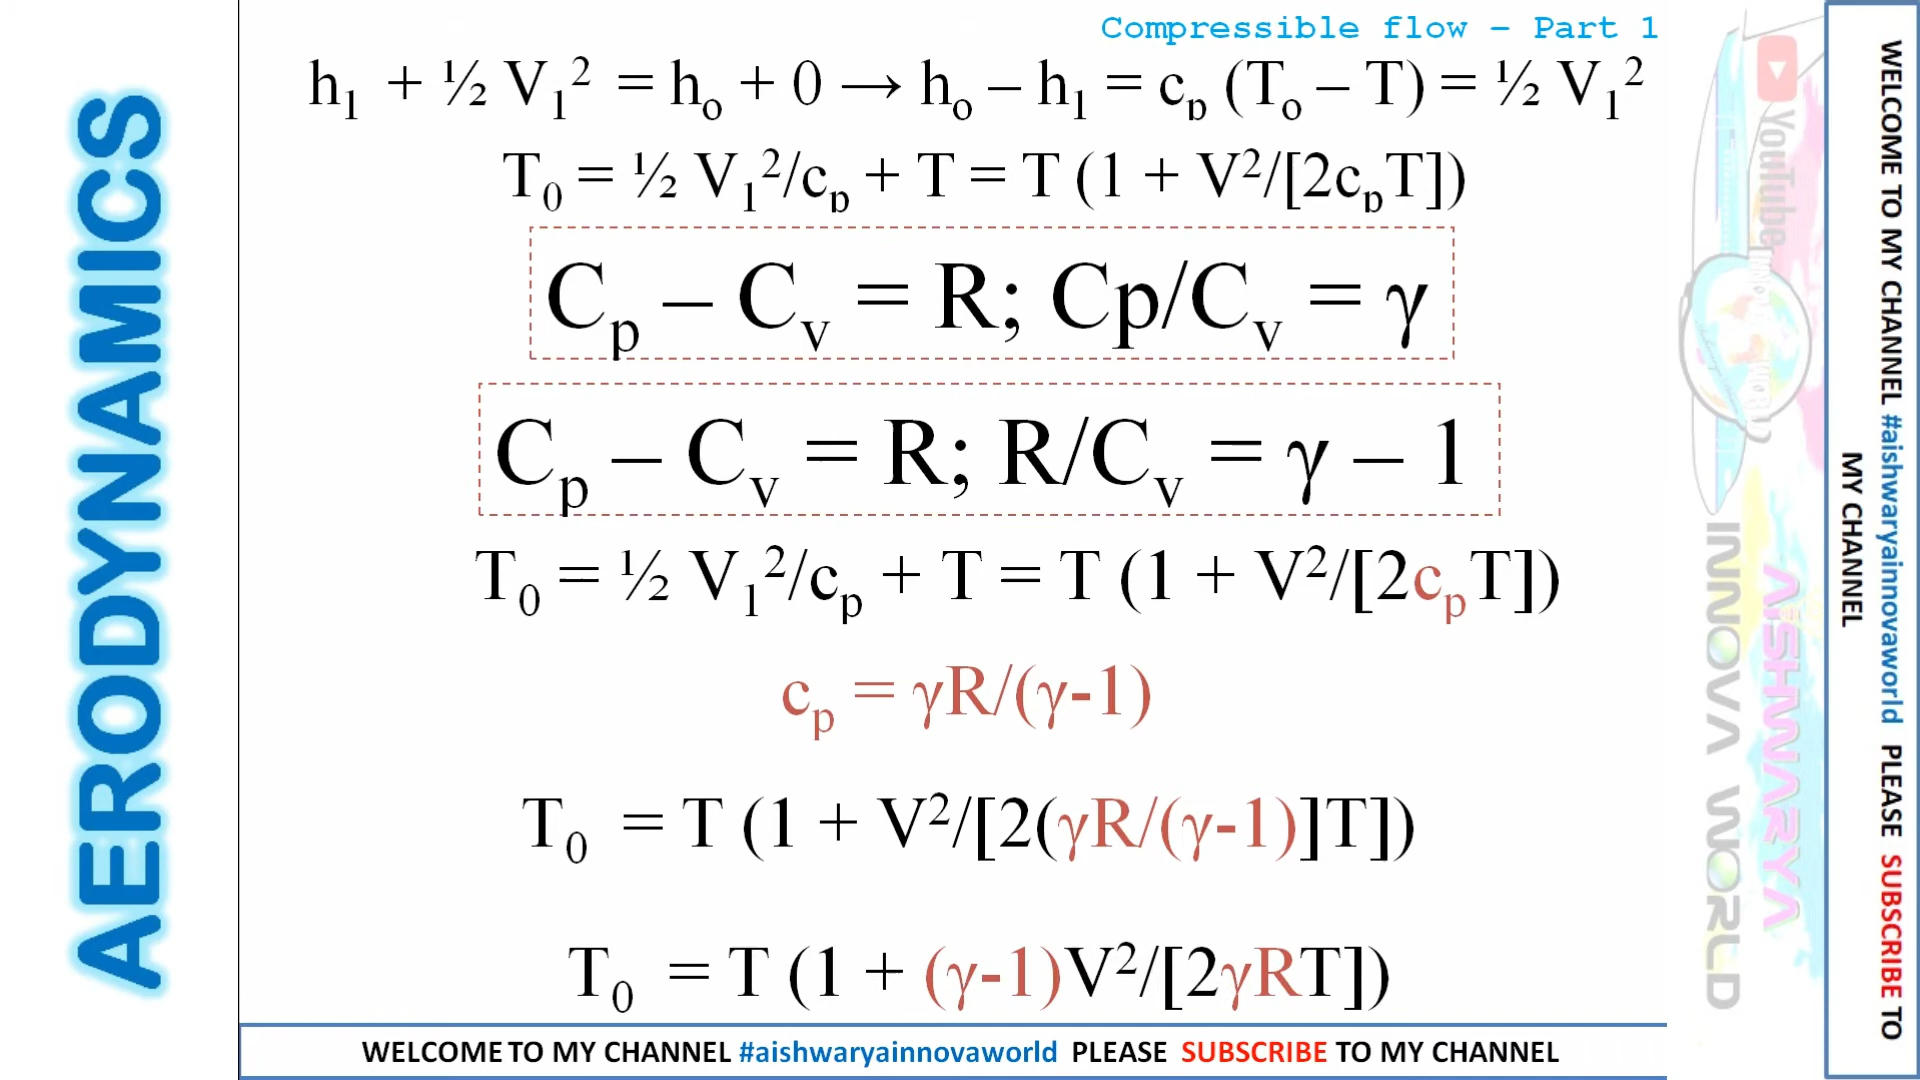 AERODYNAMICS
Compressible flow – Part 1
h₁ + ½ V₁² = hₒ + 0 → hₒ – h₁ = cₚ (Tₒ – T) = ½ V₁²
T₀ = ½ V₁²/cₚ + T = T (1 + V²/[2cₚT])
Cₚ – Cᵥ = R; Cp/Cᵥ = γ
Cₚ – Cᵥ = R; R/Cᵥ = γ – 1
T₀ = ½ V₁²/cₚ + T = T (1 + V²/[2cₚT])
cₚ = γR/(γ-1)
T₀ = T (1 + V²/[2(γR/(γ-1)]T])
T₀ = T (1 + (γ-1)V²/[2γRT])
WELCOME TO MY CHANNEL #aishwaryainnovaworld PLEASE SUBSCRIBE TO MY CHANNEL
YouTube
AISHWARYA
INNOVA WORLD
WELCOME TO MY CHANNEL #aishwaryainnovaworld PLEASE SUBSCRIBE TO
MY CHANNEL